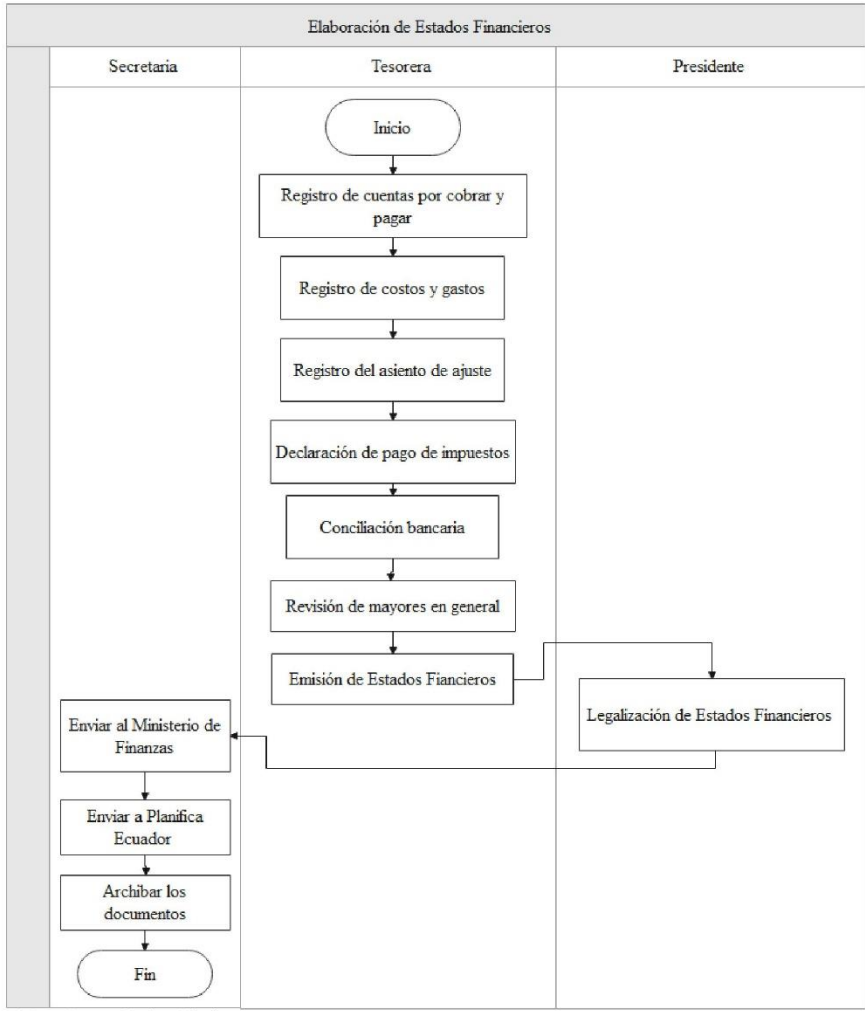 Elaboración de Estados Financieros
Secretaria
Tesorera
Presidente
Inicio
Registro de cuentas por cobrar y
pagar
Registro de costos y gastos
Registro del asiento de ajuste
Declaración de pago de impuestos
Conciliación bancaria
Revisión de mayores en general
Emisión de Estados Fiancieros
Legalización de Estados Financieros
Enviar al Ministerio de
Finanzas
Enviar a Planifica
Ecuador
Archibar los
documentos
Fin